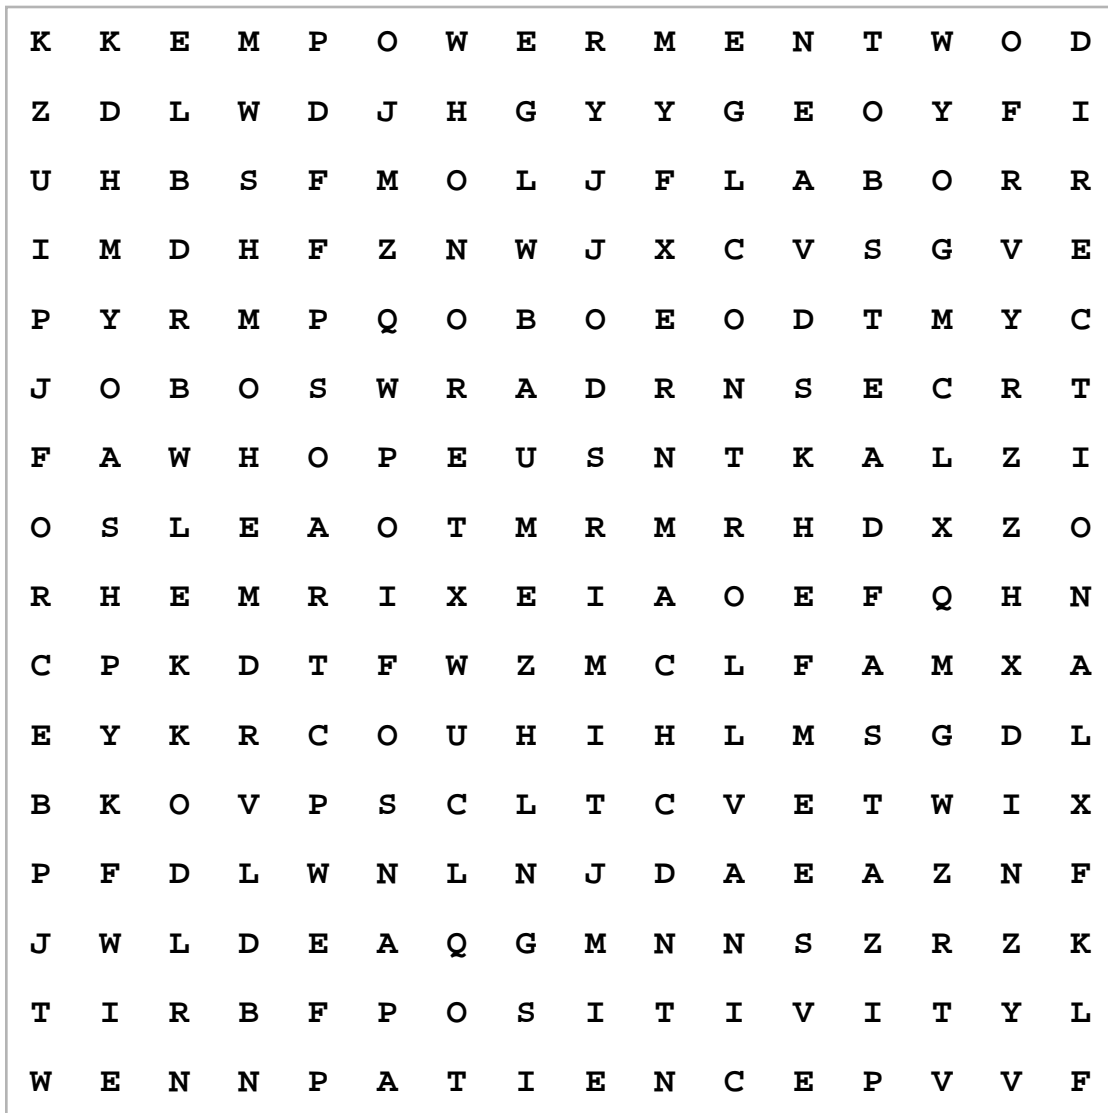 K K E M P O W E R M E N T W O D
Z D L W D J H G Y Y G E O Y F I
U H B S F M O L J F L A B O R R
I M D H F Z N W J X C V S G V E
P Y R M P Q O B O E O D T M Y C
J O B O S W R A D R N S E C R T
F A W H O P E U S N T K A L Z I
O S L E A O T M R M R H D X Z O
R H E M R I X E I A O E F Q H N
C P K D T F W Z M C L F A M X A
E Y K R C O U H I H L M S G D L
B K O V P S C L T C V E T W I X
P F D L W N L N J D A E A Z N F
J W L D E A Q G M N N S Z R Z K
T I R B F P O S I T I V I T Y L
W E N N P A T I E N C E P V V F